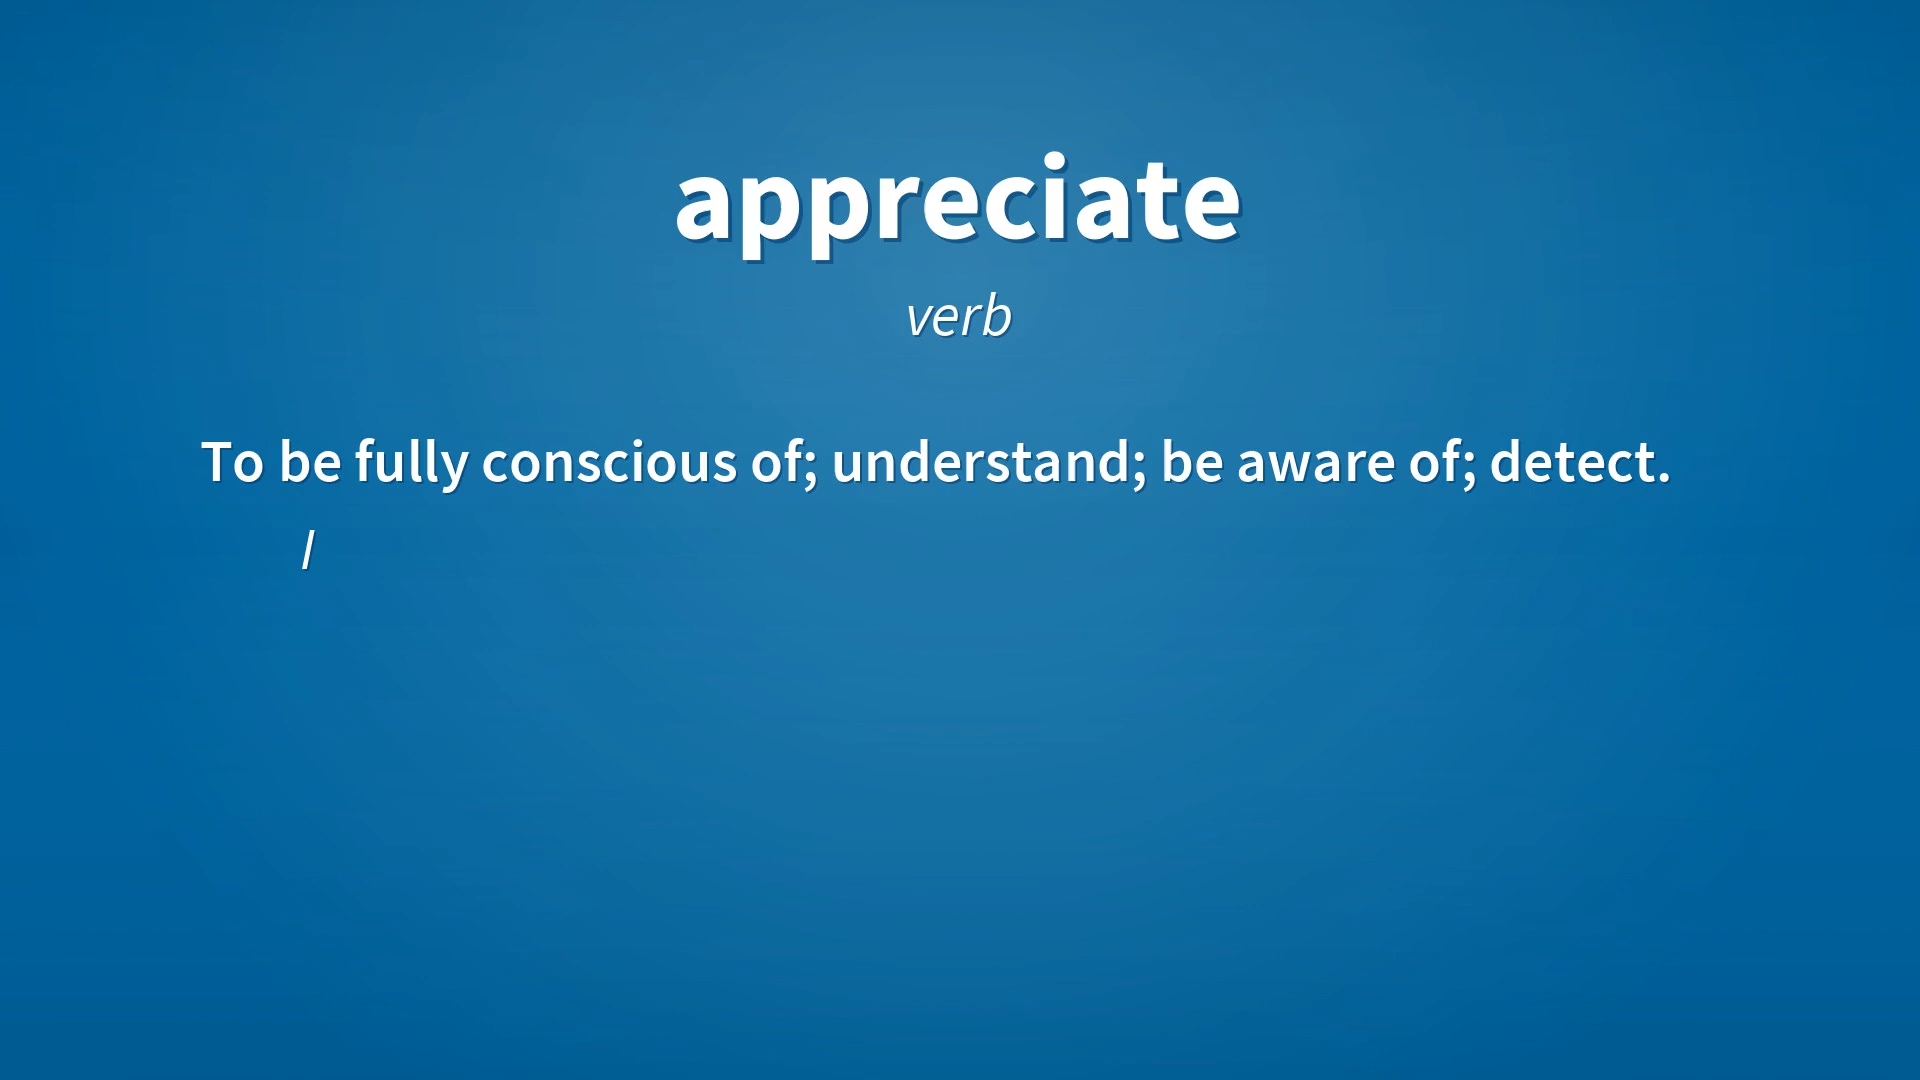 appreciate
verb
To be fully conscious of; understand; be aware of; detect.
I